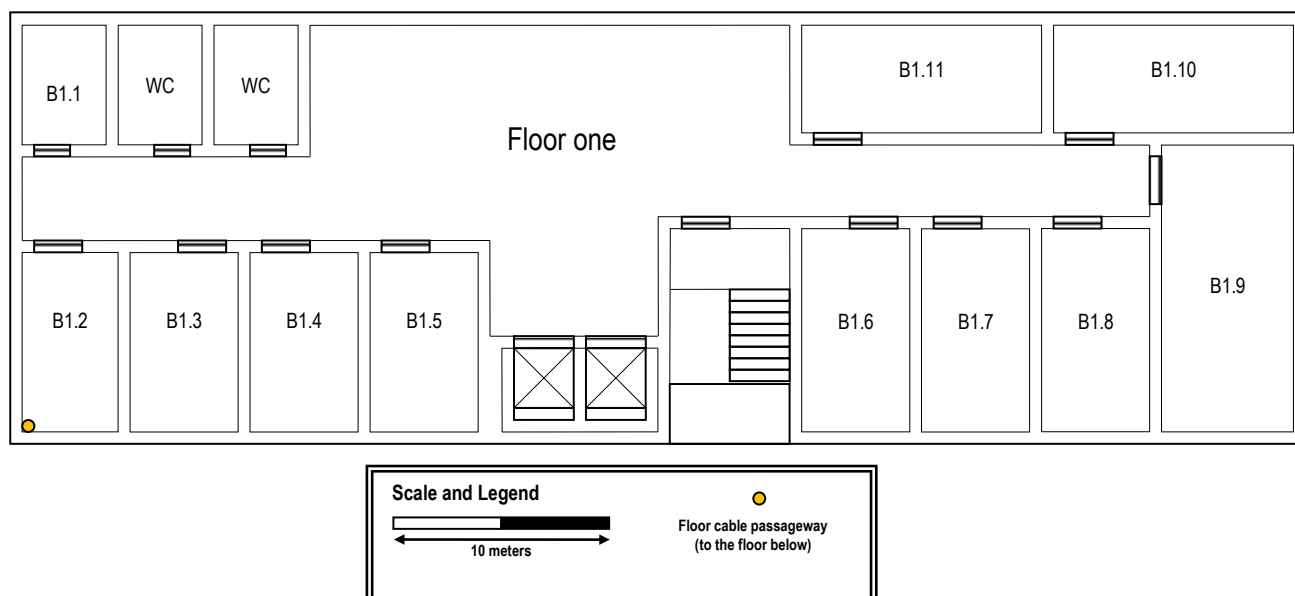 B1.1
WC
WC
B1.11
B1.10
Floor one
B1.2
B1.3
B1.4
B1.5
B1.6
B1.7
B1.8
B1.9
Scale and Legend
10 meters
Floor cable passageway
(to the floor below)